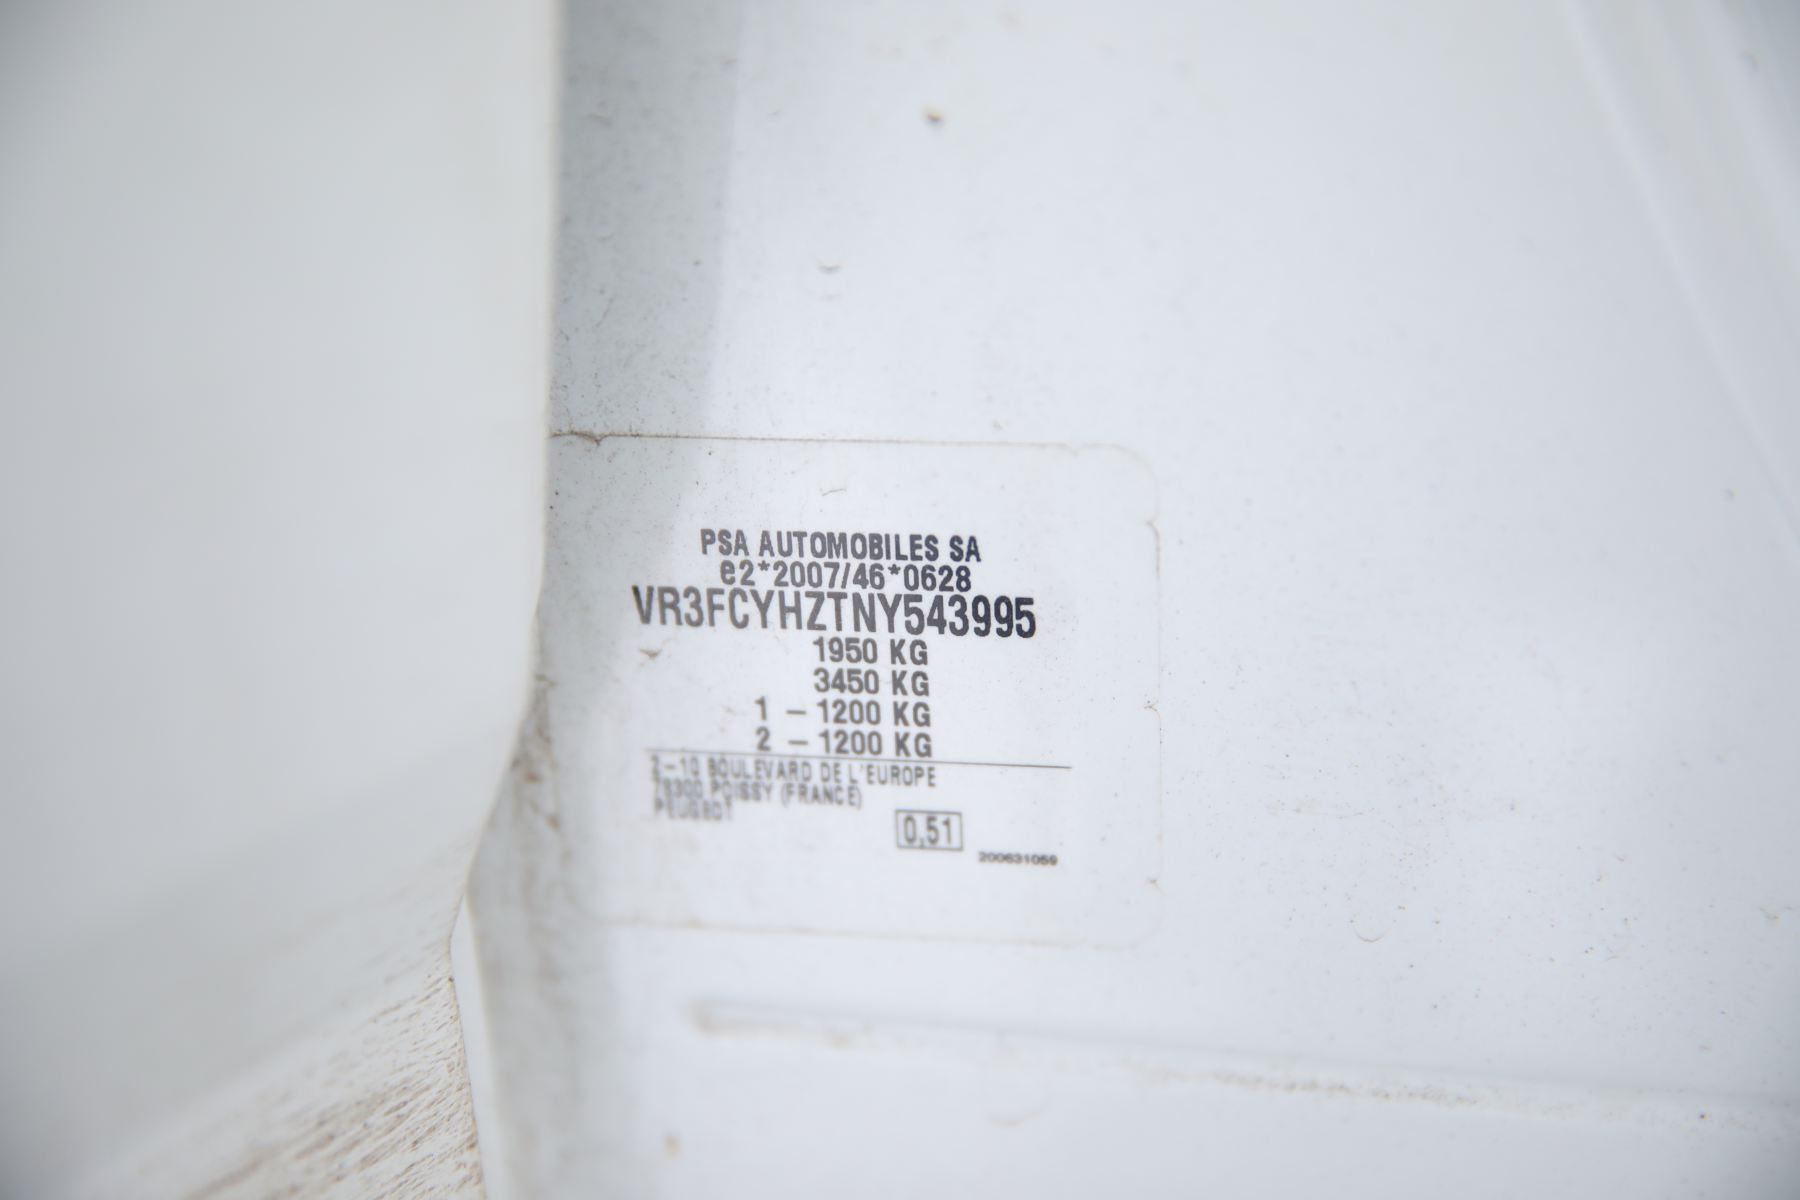 PSA AUTOMOBILES SA
e2*2007/46*0628
VR3FCYHZTNY543995
1950 KG
3450 KG
1 - 1200 KG
2 - 1200 KG
2-10 BOULEVARD DE L'EUROPE
78300 POISSY (FRANCE)
PEUGEOT
0,51
200631059